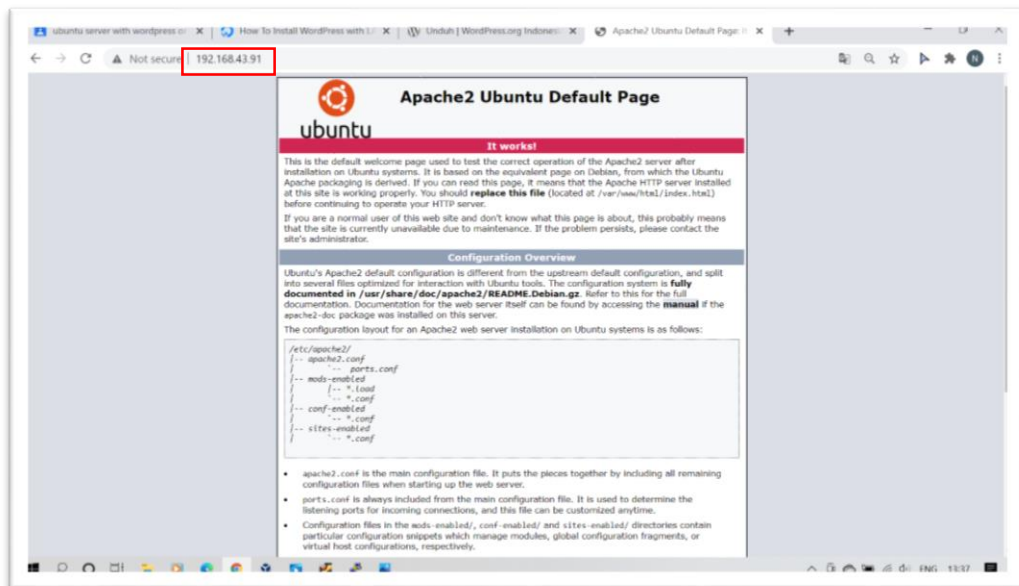 ubuntu server with wordpress or
How To Install WordPress with L
Unduh | WordPress.org Indonesi
Apache2 Ubuntu Default Page: It
Not secure
192.168.43.91
N
ubuntu
Apache2 Ubuntu Default Page
It works!
This is the default welcome page used to test the correct operation of the Apache2 server after
installation on Ubuntu systems. It is based on the equivalent page on Debian, from which the Ubuntu
Apache packaging is derived. If you can read this page, it means that the Apache HTTP server installed
at this site is working properly. You should replace this file (located at /var/www/html/index.html)
before continuing to operate your HTTP server.
If you are a normal user of this web site and don't know what this page is about, this probably means
that the site is currently unavailable due to maintenance. If the problem persists, please contact the
site's administrator.
Configuration Overview
Ubuntu's Apache2 default configuration is different from the upstream default configuration, and split
into several files optimized for interaction with Ubuntu tools. The configuration system is fully
documented in /usr/share/doc/apache2/README.Debian.gz. Refer to this for the full
documentation. Documentation for the web server itself can be found by accessing the manual if the
apache2-doc package was installed on this server.
The configuration layout for an Apache2 web server installation on Ubuntu systems is as follows:
/etc/apache2/
|-- apache2.conf
|       `--  ports.conf
|-- mods-enabled
|       |-- *.load
|       `-- *.conf
|-- conf-enabled
|       `-- *.conf
|-- sites-enabled
|       `-- *.conf
• apache2.conf is the main configuration file. It puts the pieces together by including all remaining
configuration files when starting up the web server.
• ports.conf is always included from the main configuration file. It is used to determine the
listening ports for incoming connections, and this file can be customized anytime.
• Configuration files in the mods-enabled/, conf-enabled/ and sites-enabled/ directories contain
particular configuration snippets which manage modules, global configuration fragments, or
virtual host configurations, respectively.
ENG 13:37